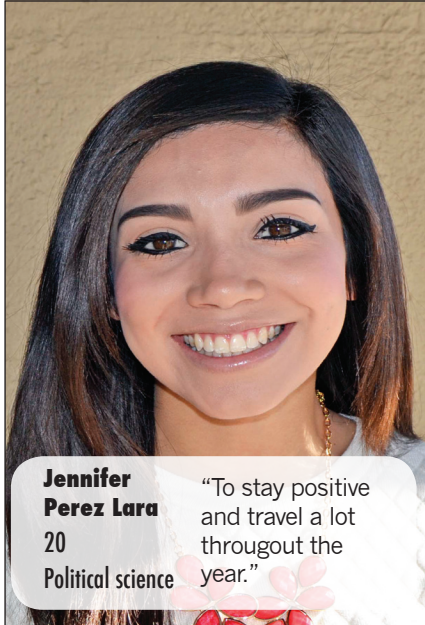 Jennifer
Perez Lara
20
Political science
“To stay positive
and travel a lot
througout the
year.”